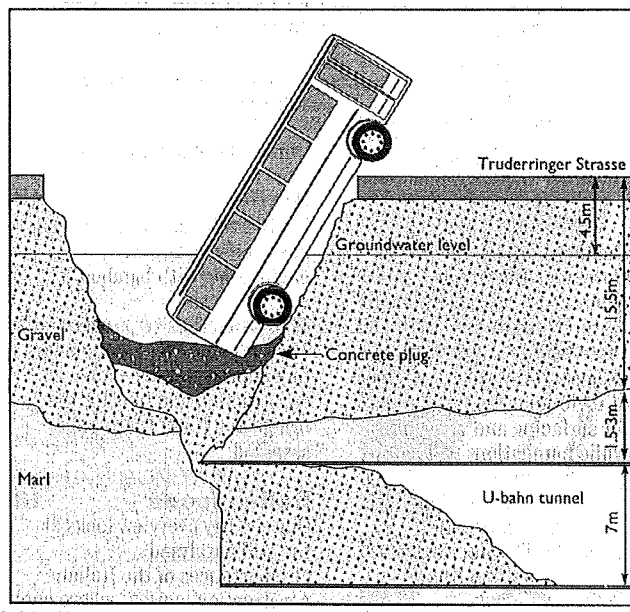 Truderringer Strasse
4.5m
Groundwater level
15.5m
Gravel
Concrete plug
1.5-3m
Marl
U-bahn tunnel
7m